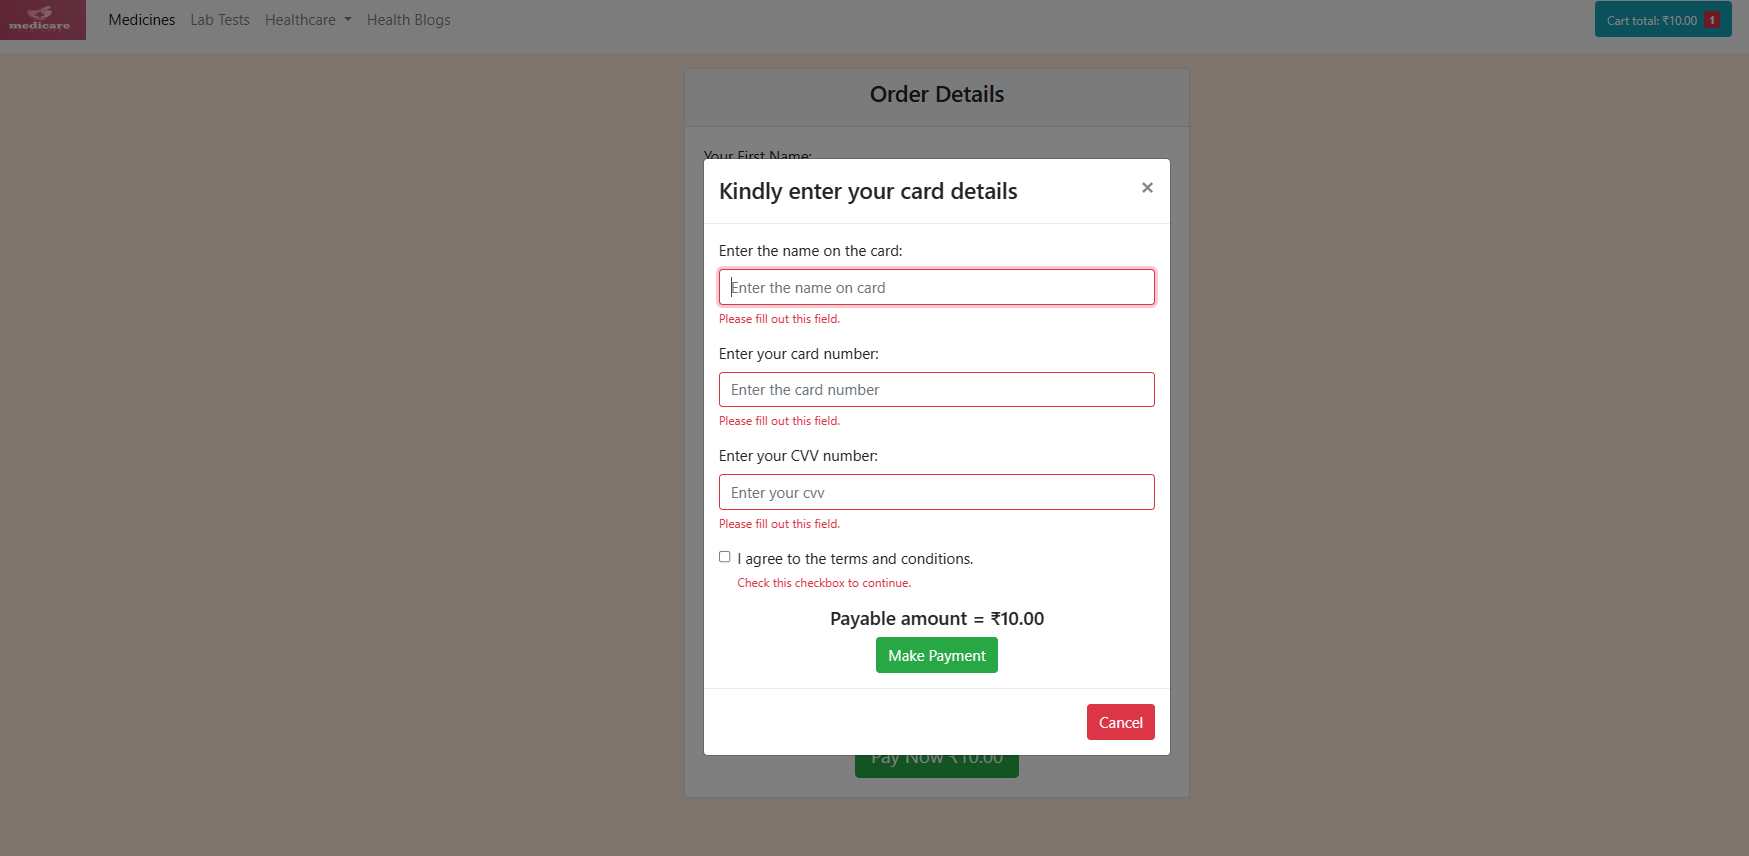 medicare
Medicines Lab Tests Healthcare Health Blogs
Cart total: ₹10.00 1
Order Details
Your First Name:
Kindly enter your card details
×
Enter the name on the card:
Enter the name on card
Please fill out this field.
Enter your card number:
Enter the card number
Please fill out this field.
Enter your CVV number:
Enter your cvv
Please fill out this field.
I agree to the terms and conditions.
Check this checkbox to continue.
Payable amount = ₹10.00
Make Payment
Cancel
Pay Now ₹10.00